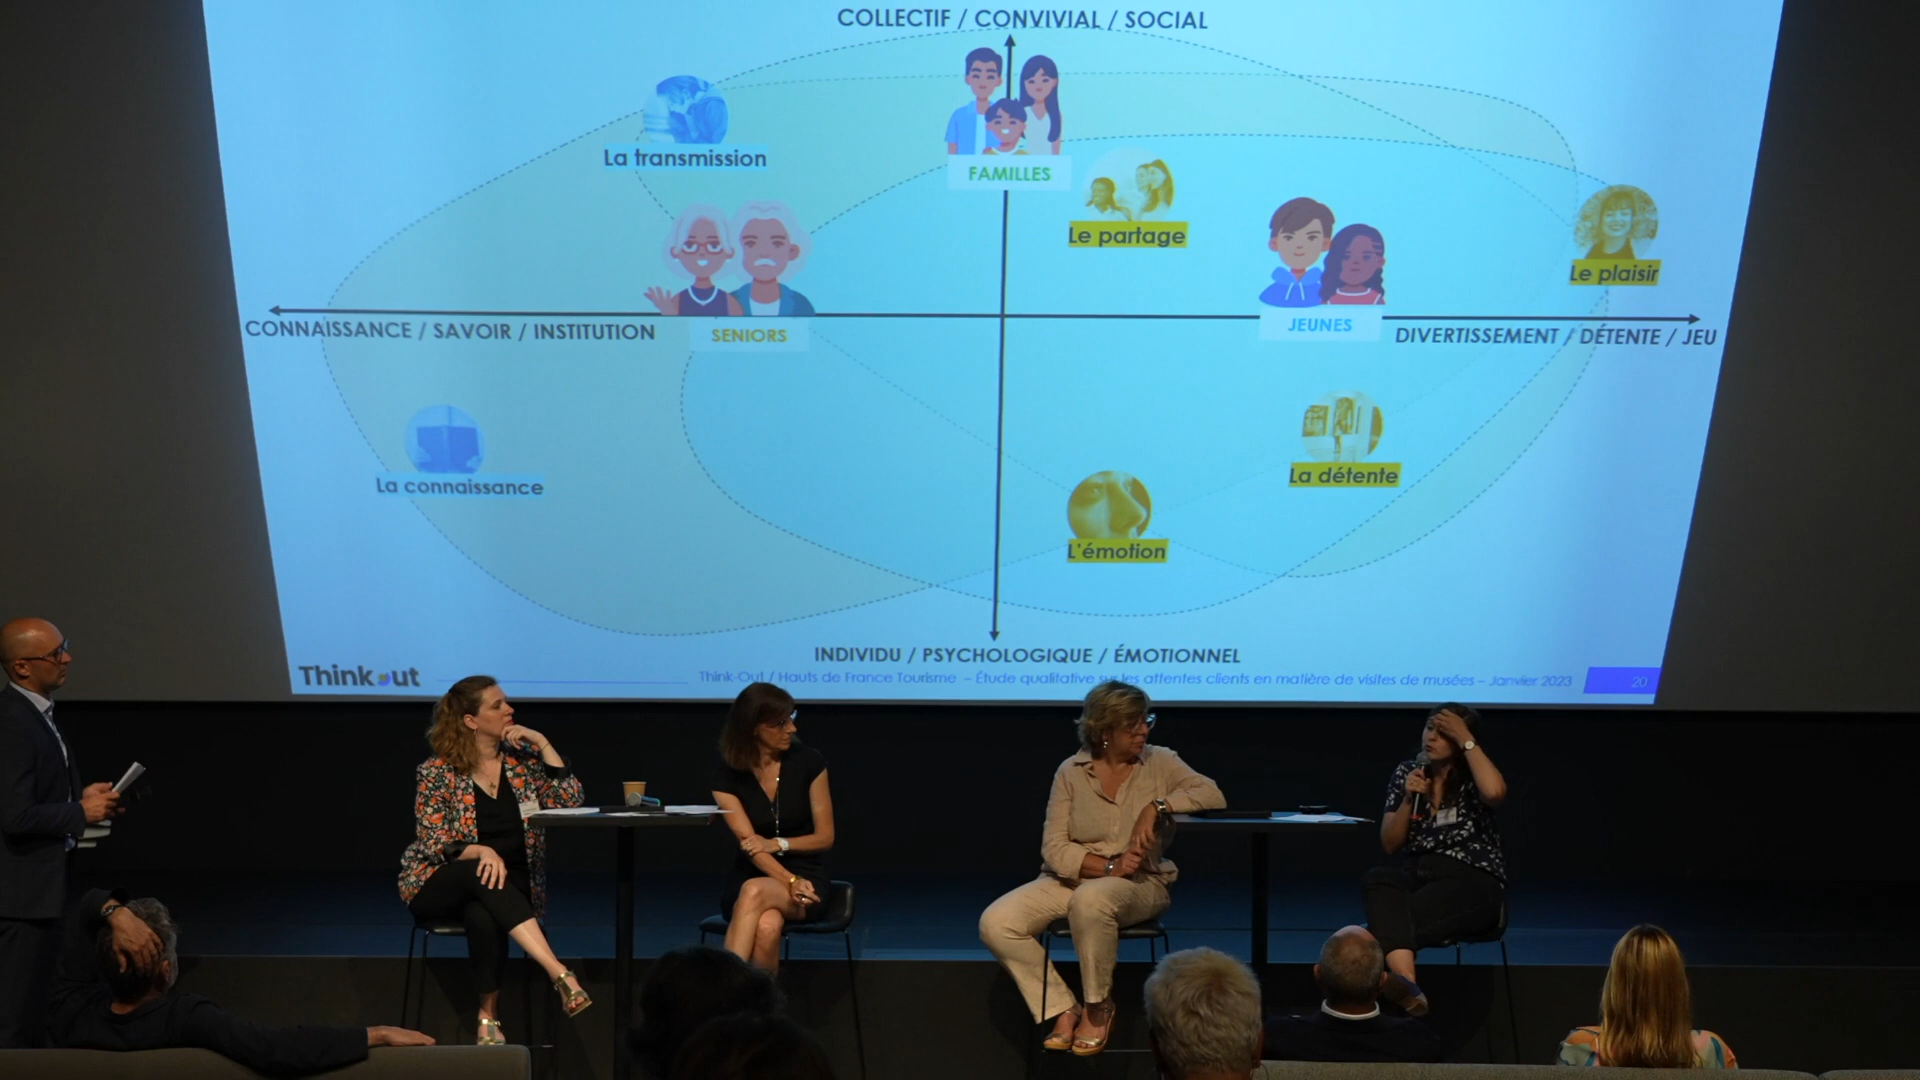 COLLECTIF / CONVIVIAL / SOCIAL
La transmission
FAMILLES
Le partage
Le plaisir
CONNAISSANCE / SAVOIR / INSTITUTION
SENIORS
JEUNES
DIVERTISSEMENT / DÉTENTE / JEU
La connaissance
La détente
L'émotion
INDIVIDU / PSYCHOLOGIQUE / ÉMOTIONNEL
Thinkout
Think-Out / Hauts de France Tourisme – Étude qualitative sur les attentes clients en matière de visites de musées – Janvier 2023
20